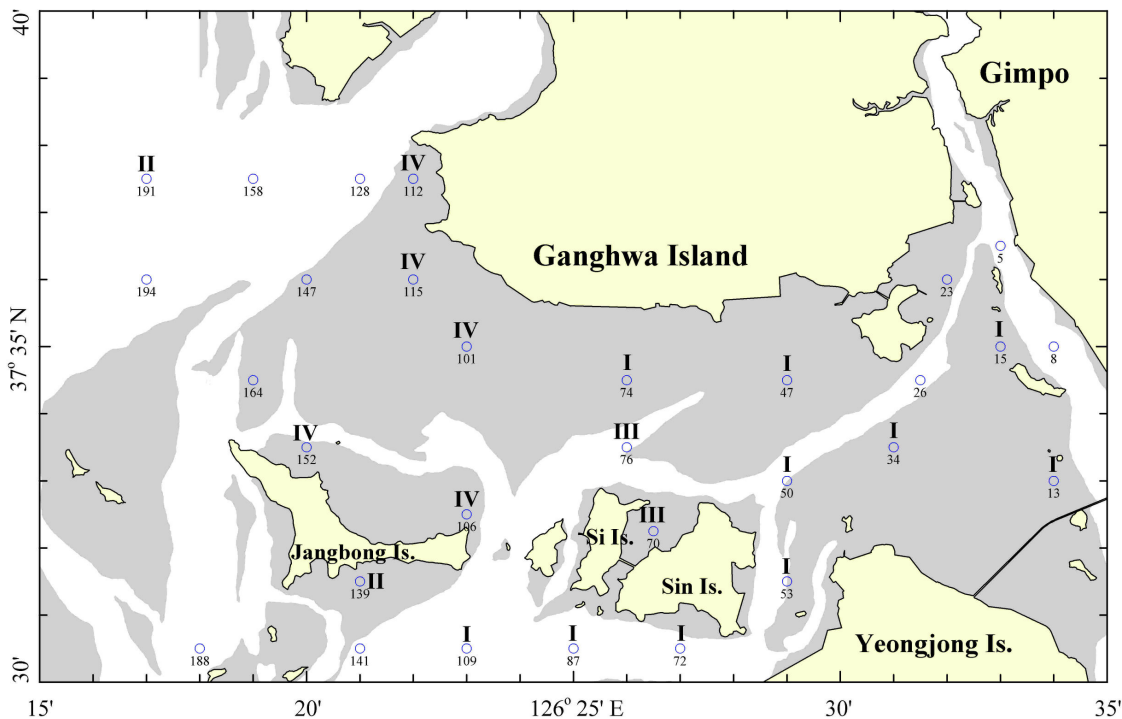 40'
Gimpo
II
IV
191
158
128
112
Ganghwa Island
5
IV
194
147
115
23
37° 35' N
IV
I
101
15
8
I
I
164
74
47
26
IV
III
I
152
76
34
I
I
50
13
IV
106
III
70
Si Is.
Jangbong Is.
II
139
I
53
Sin Is.
Yeongjong Is.
I
I
I
188
141
109
87
72
30'
15'
20'
126° 25' E
30'
35'